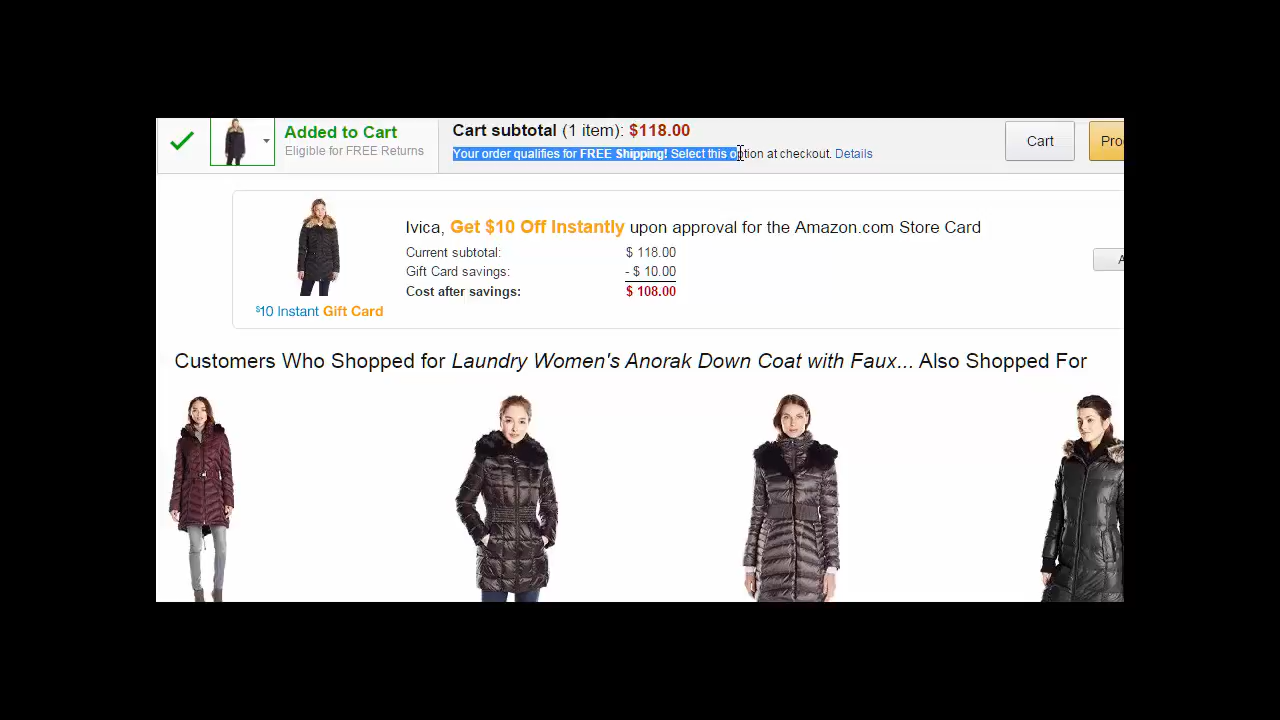 Added to Cart
Eligible for FREE Returns
Cart subtotal (1 item): $118.00
Your order qualifies for FREE Shipping! Select this option at checkout. Details
Cart
Pro
Ivica, Get $10 Off Instantly upon approval for the Amazon.com Store Card
Current subtotal: $ 118.00
Gift Card savings: - $ 10.00
Cost after savings: $ 108.00
A
$10 Instant Gift Card
Customers Who Shopped for Laundry Women's Anorak Down Coat with Faux... Also Shopped For